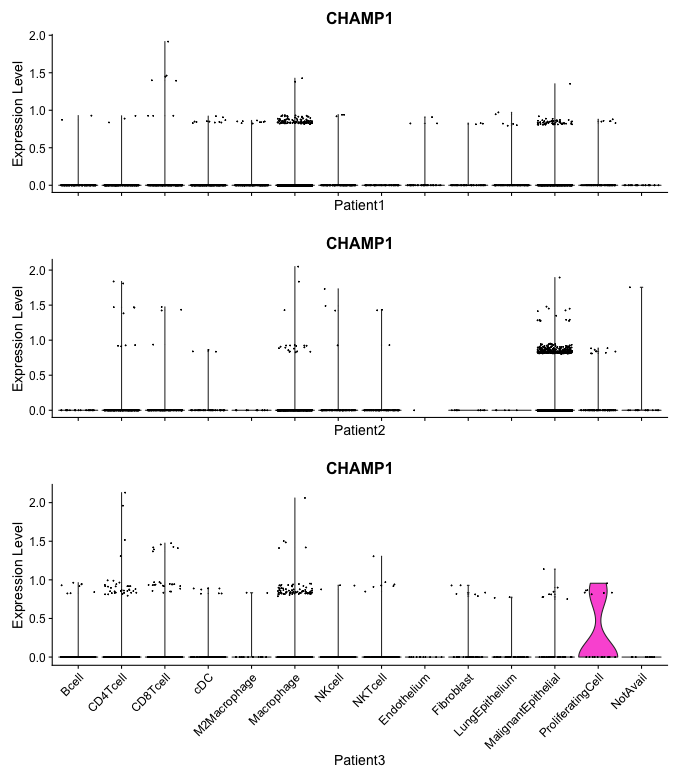 CHAMP1
Expression Level
2.0
1.5
1.0
0.5
0.0
Patient1
CHAMP1
Expression Level
2.0
1.5
1.0
0.5
0.0
Patient2
CHAMP1
Expression Level
2.0
1.5
1.0
0.5
0.0
Bcell
CD4Tcell
CD8Tcell
cDC
M2Macrophage
Macrophage
NKcell
NKTcell
Endothelium
Fibroblast
LungEpithelium
MalignantEpithelial
ProliferatingCell
NotAvail
Patient3